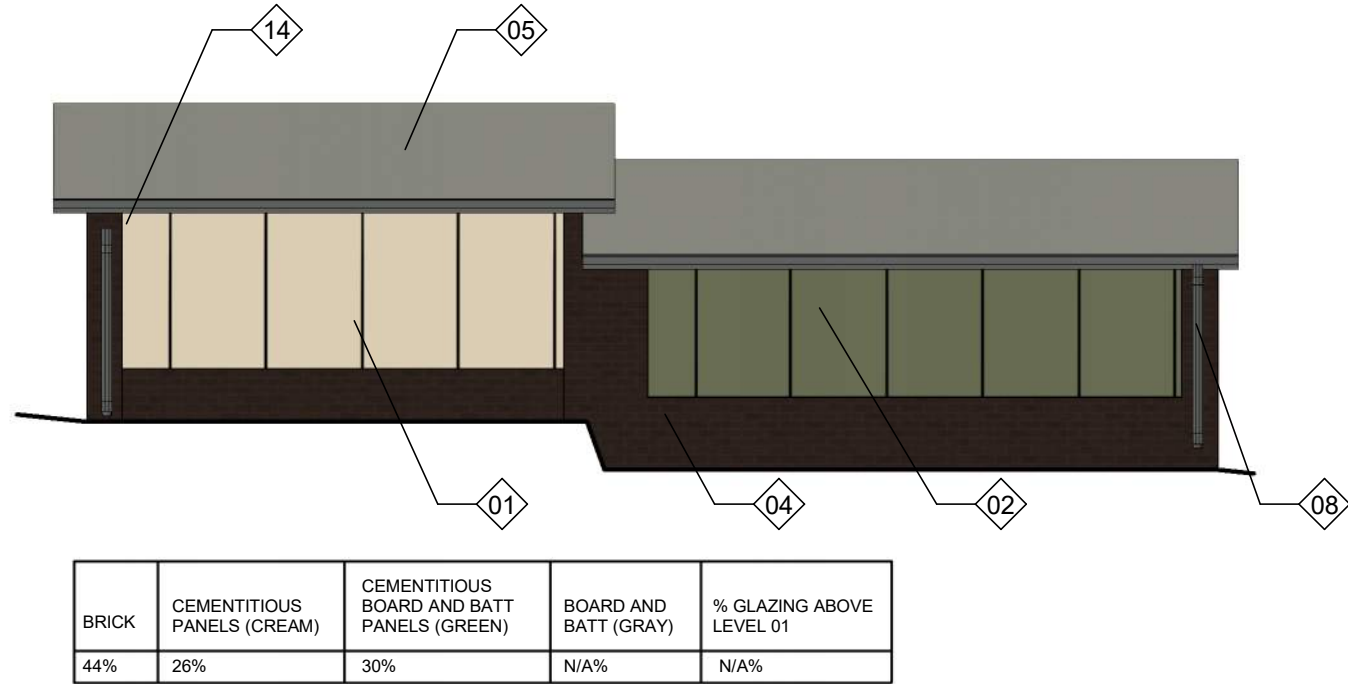 14
05
01
04
02
08
BRICK
CEMENTITIOUS
PANELS (CREAM)
CEMENTITIOUS
BOARD AND BATT
PANELS (GREEN)
BOARD AND
BATT (GRAY)
% GLAZING ABOVE
LEVEL 01
44%
26%
30%
N/A%
N/A%